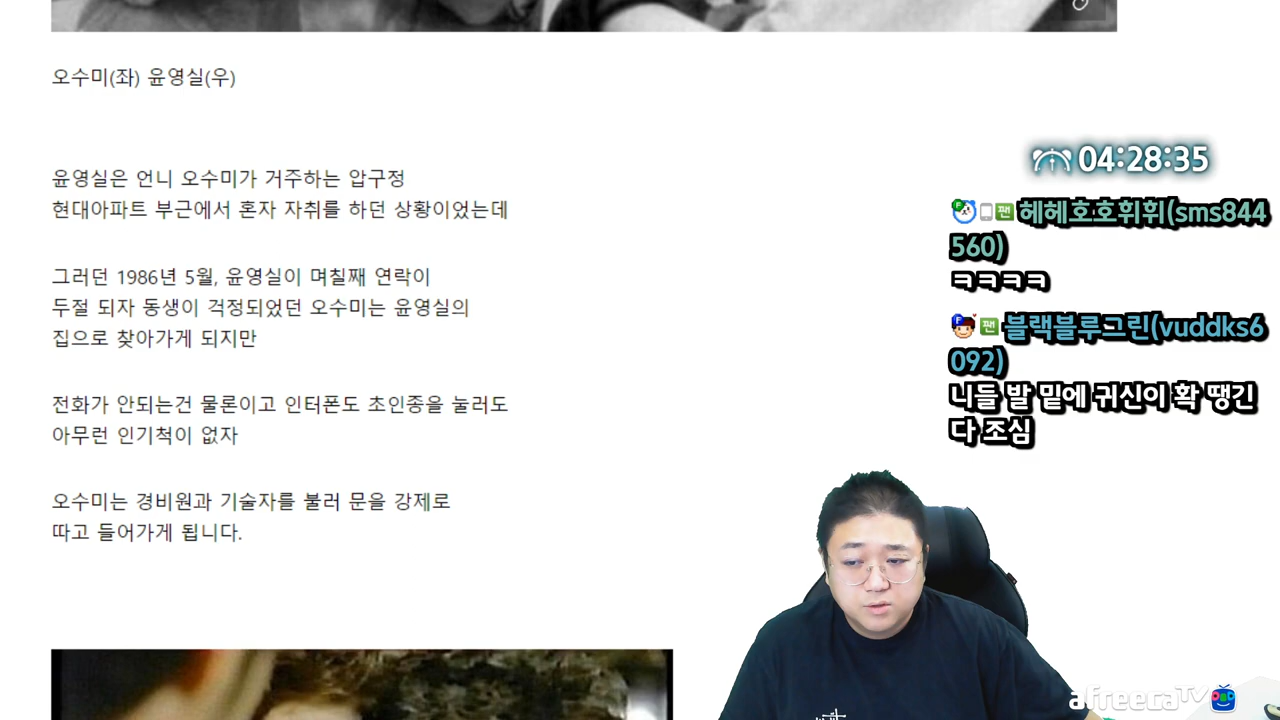 오수미(좌) 윤영실(우)
윤영실은 언니 오수미가 거주하는 압구정
현대아파트 부근에서 혼자 자취를 하던 상황이었는데
그러던 1986년 5월, 윤영실이 며칠째 연락이
두절 되자 동생이 걱정되었던 오수미는 윤영실의
집으로 찾아가게 되지만
전화가 안되는건 물론이고 인터폰도 초인종을 눌러도
아무런 인기척이 없자
오수미는 경비원과 기술자를 불러 문을 강제로
따고 들어가게 됩니다.
04:28:35
F 팬 헤헤호호휘휘(sms844
560)
ㅋㅋㅋㅋ
F 팬 블랙블루그린(vuddks6
092)
니들 발 밑에 귀신이 확 땡긴
다 조심
afreecaTV